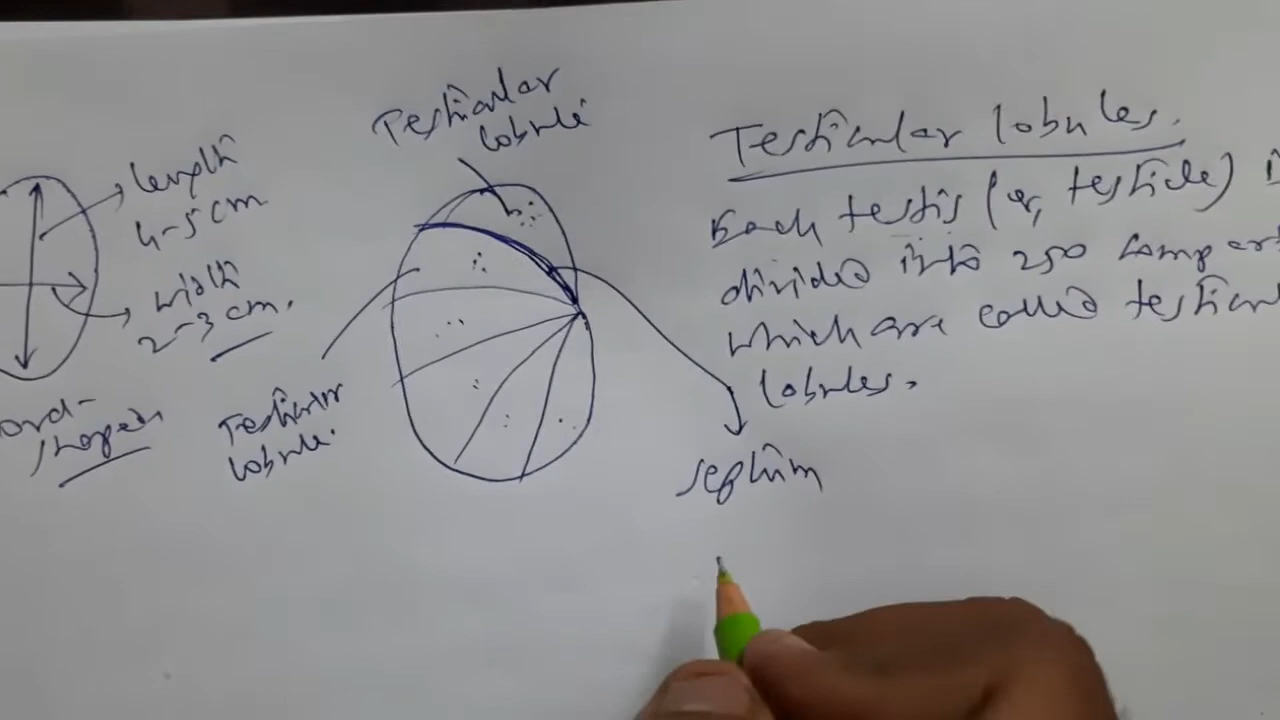 length
4-5 cm
width
2-3 cm.
shaped
Testicular
lobule
Testicular
lobule.
Testicular lobules.
Each testis (or, testicle) i
divided into 250 compart
which are called testicul
lobules.
septum